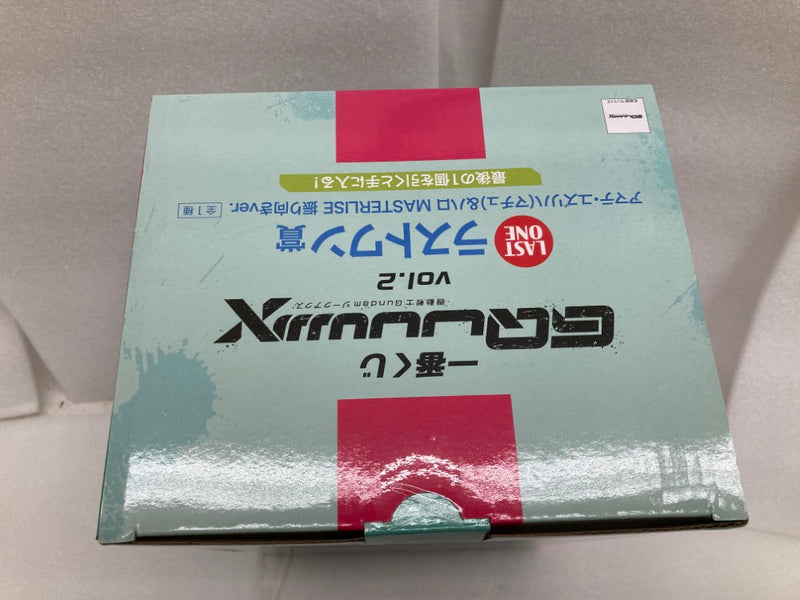 一番くじ
GQuuuuuuX
機動戦士Gundam ジークアクス
vol.2
LAST
ONE
ラストワン賞
アマテ・ユズリハ(マチュ)&ハロ MASTERLISE 振り向きver.
全1種
最後の1個を引くと手に入る!
GQuuuuuuX